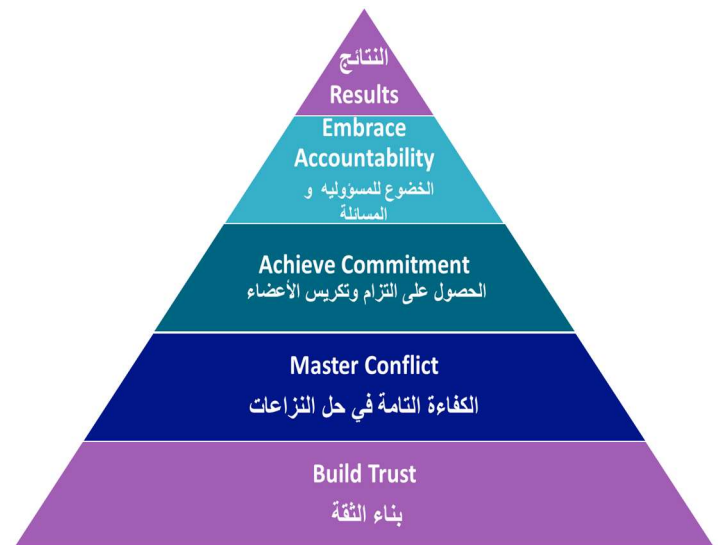 النتائج
Results
Embrace
Accountability
الخضوع للمسؤوليه و
المسائلة
Achieve Commitment
الحصول على التزام وتكريس الأعضاء
Master Conflict
الكفاءة التامة في حل النزاعات
Build Trust
بناء الثقة